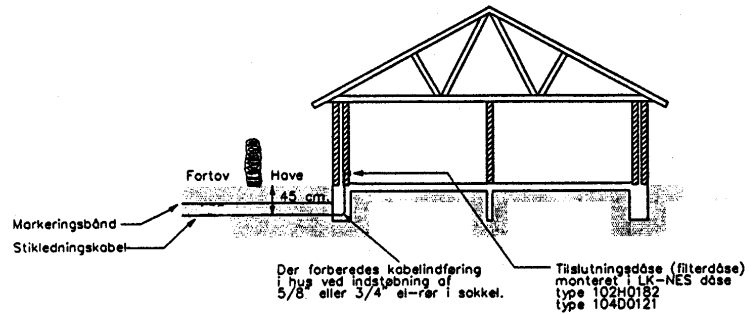 Fortov
Have
45 cm
Markeringsbånd
Stikledningskabel
Der forberedes kabelindføring
i hus ved indstøbning af
5/8" eller 3/4" el-rør i sokkel.
Tilslutningsdåse (filterdåse)
monteret i LK-NES dåse
type 102H0182
type 104D0121